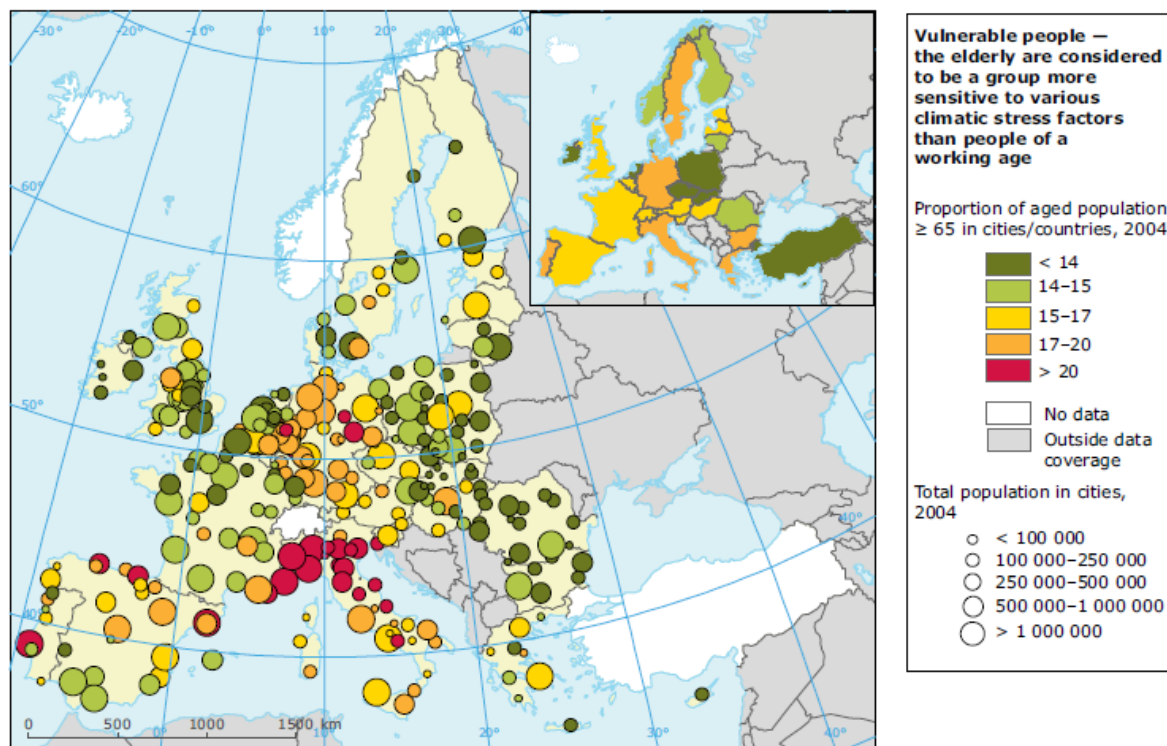 -30°
-20°
-10°
0°
10°
20°
30°
40°
50°
60°
60°
50°
40°
40°
0 500 1000 1500 km
0°
10°
20°
30°
40°
Vulnerable people —
the elderly are considered
to be a group more
sensitive to various
climatic stress factors
than people of a
working age
Proportion of aged population
≥ 65 in cities/countries, 2004
< 14
14–15
15–17
17–20
> 20
No data
Outside data
coverage
Total population in cities,
2004
< 100 000
100 000–250 000
250 000–500 000
500 000–1 000 000
> 1 000 000